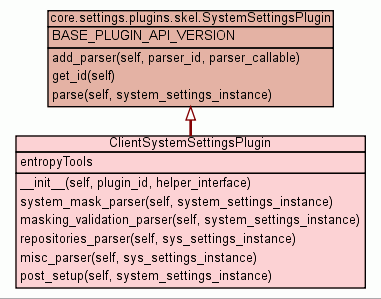 core.settings.plugins.skel.SystemSettingsPlugin
BASE_PLUGIN_API_VERSION
add_parser(self, parser_id, parser_callable)
get_id(self)
parse(self, system_settings_instance)
ClientSystemSettingsPlugin
entropyTools
__init__(self, plugin_id, helper_interface)
system_mask_parser(self, system_settings_instance)
masking_validation_parser(self, system_settings_instance)
repositories_parser(self, sys_settings_instance)
misc_parser(self, sys_settings_instance)
post_setup(self, system_settings_instance)